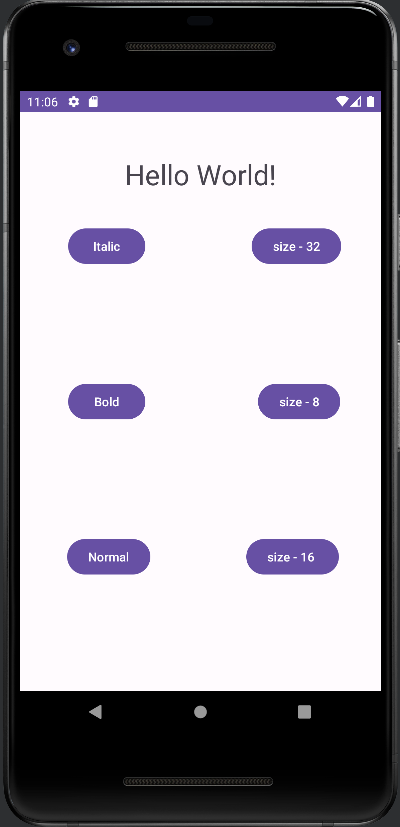 11:06
Hello World!
Italic size - 32
Bold size - 8
Normal size - 16